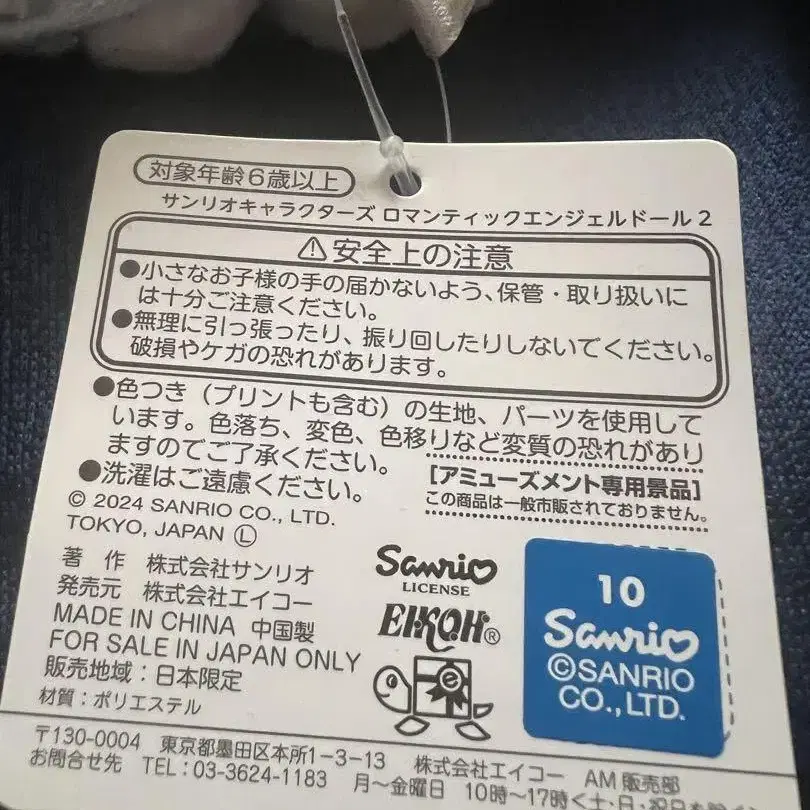 対象年齢6歳以上
サンリオキャラクターズ ロマンティックエンジェルドール2
⚠安全上の注意
●小さなお子様の手の届かないよう、保管・取り扱いに
は十分ご注意ください。
●無理に引っ張ったり、振り回したりしないでください。
破損やケガの恐れがあります。
●色つき（プリントも含む）の生地、パーツを使用して
います。色落ち、変色、色移りなど変質の恐れがあり
ますのでご了承ください。
●洗濯はご遠慮ください。
［アミューズメント専用景品］
この商品は一般市販されておりません。
© 2024 SANRIO CO., LTD.
TOKYO, JAPAN Ⓛ
著 作 株式会社サンリオ
発売元 株式会社エイコー
MADE IN CHINA 中国製
FOR SALE IN JAPAN ONLY
販売地域：日本限定
材質：ポリエステル
Sanrio
LICENSE
EIKOH®
e
10
Sanrio
©SANRIO
CO., LTD.
〒130-0004 東京都墨田区本所1-3-13 株式会社エイコー AM販売部
お問合せ先 TEL：03-3624-1183 月〜金曜日 10時〜17時＜土・日・祝日を除く